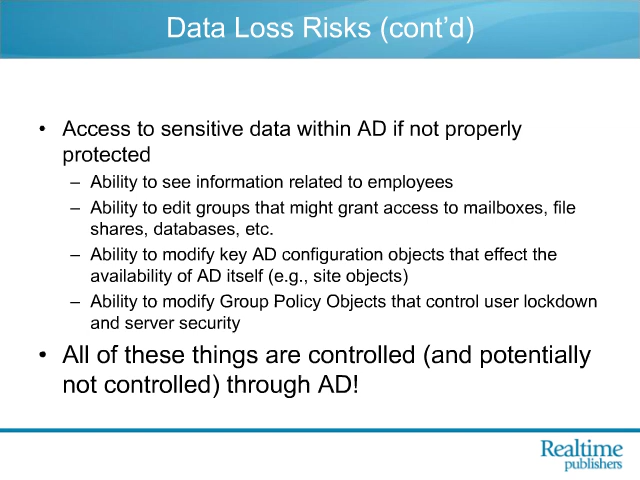 Data Loss Risks (cont’d)
• Access to sensitive data within AD if not properly
protected
– Ability to see information related to employees
– Ability to edit groups that might grant access to mailboxes, file
shares, databases, etc.
– Ability to modify key AD configuration objects that effect the
availability of AD itself (e.g., site objects)
– Ability to modify Group Policy Objects that control user lockdown
and server security
• All of these things are controlled (and potentially
not controlled) through AD!
Realtime
publishers